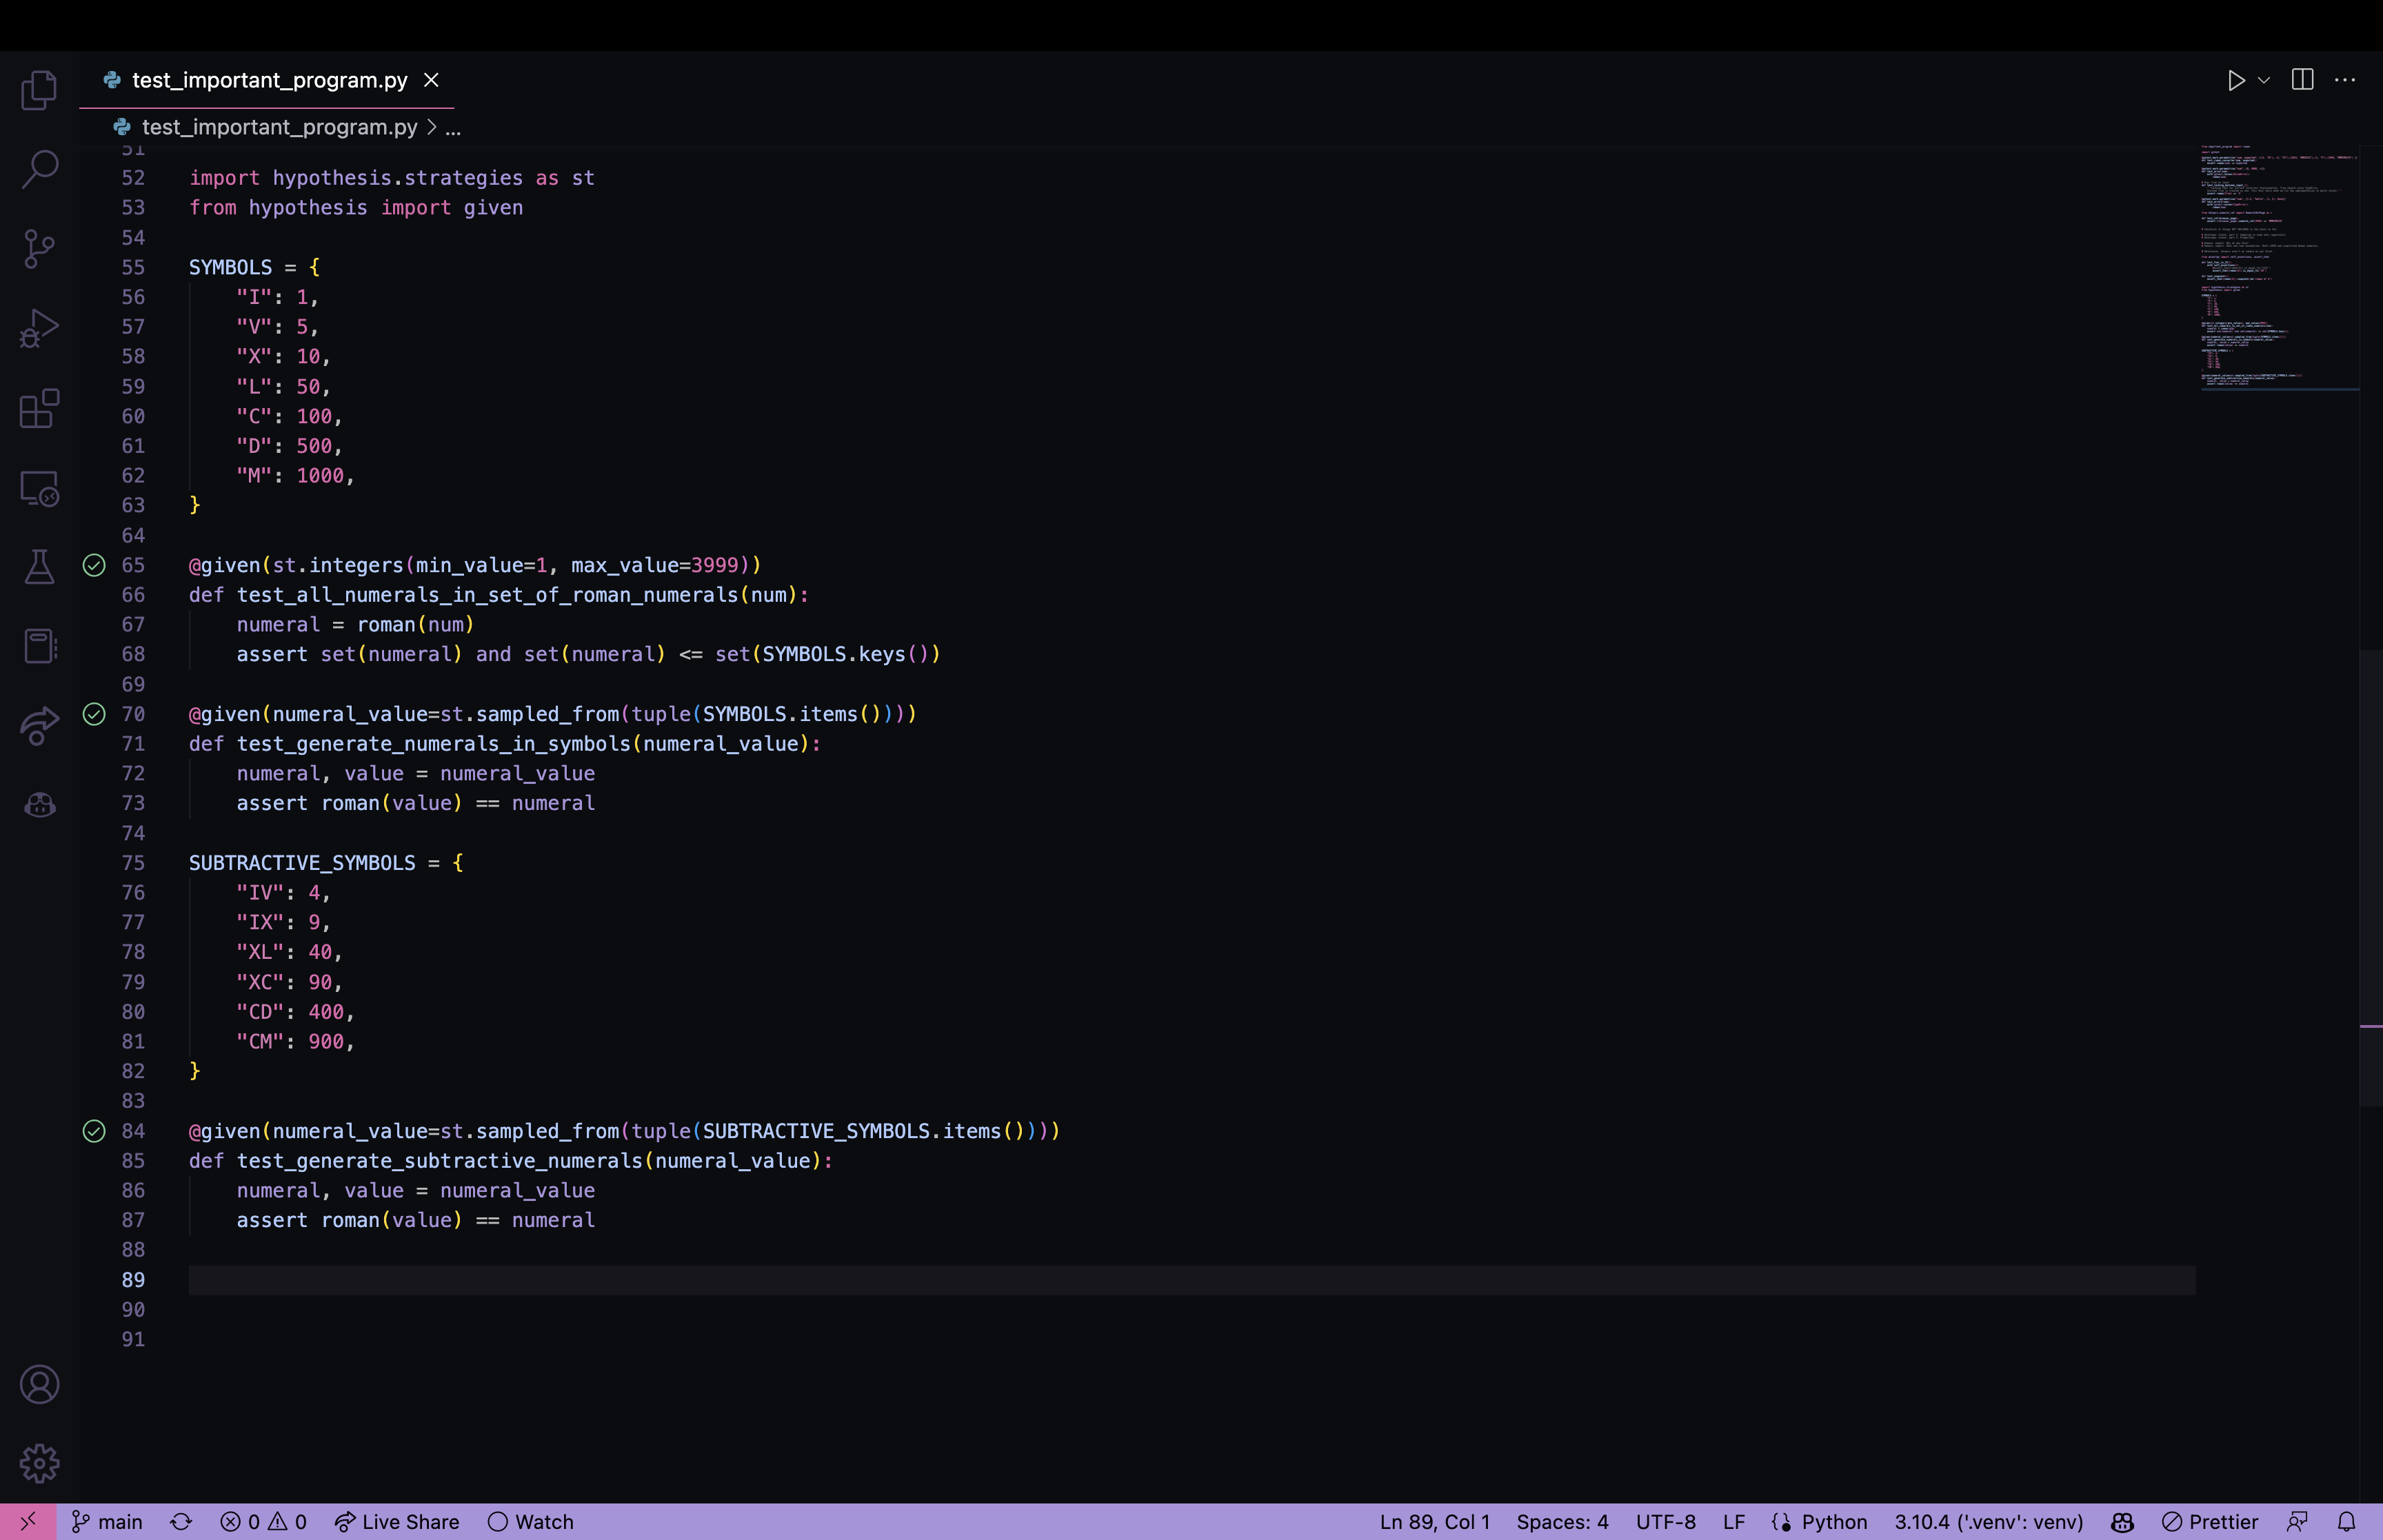 test_important_program.py
test_important_program.py > ...
51
52 import hypothesis.strategies as st
53 from hypothesis import given
54
55 SYMBOLS = {
56     "I": 1,
57     "V": 5,
58     "X": 10,
59     "L": 50,
60     "C": 100,
61     "D": 500,
62     "M": 1000,
63 }
64
65 @given(st.integers(min_value=1, max_value=3999))
66 def test_all_numerals_in_set_of_roman_numerals(num):
67     numeral = roman(num)
68     assert set(numeral) and set(numeral) <= set(SYMBOLS.keys())
69
70 @given(numeral_value=st.sampled_from(tuple(SYMBOLS.items())))
71 def test_generate_numerals_in_symbols(numeral_value):
72     numeral, value = numeral_value
73     assert roman(value) == numeral
74
75 SUBTRACTIVE_SYMBOLS = {
76     "IV": 4,
77     "IX": 9,
78     "XL": 40,
79     "XC": 90,
80     "CD": 400,
81     "CM": 900,
82 }
83
84 @given(numeral_value=st.sampled_from(tuple(SUBTRACTIVE_SYMBOLS.items())))
85 def test_generate_subtractive_numerals(numeral_value):
86     numeral, value = numeral_value
87     assert roman(value) == numeral
88
89
90
91
main 0 0 Live Share Watch Ln 89, Col 1 Spaces: 4 UTF-8 LF Python 3.10.4 ('.venv': venv) Prettier